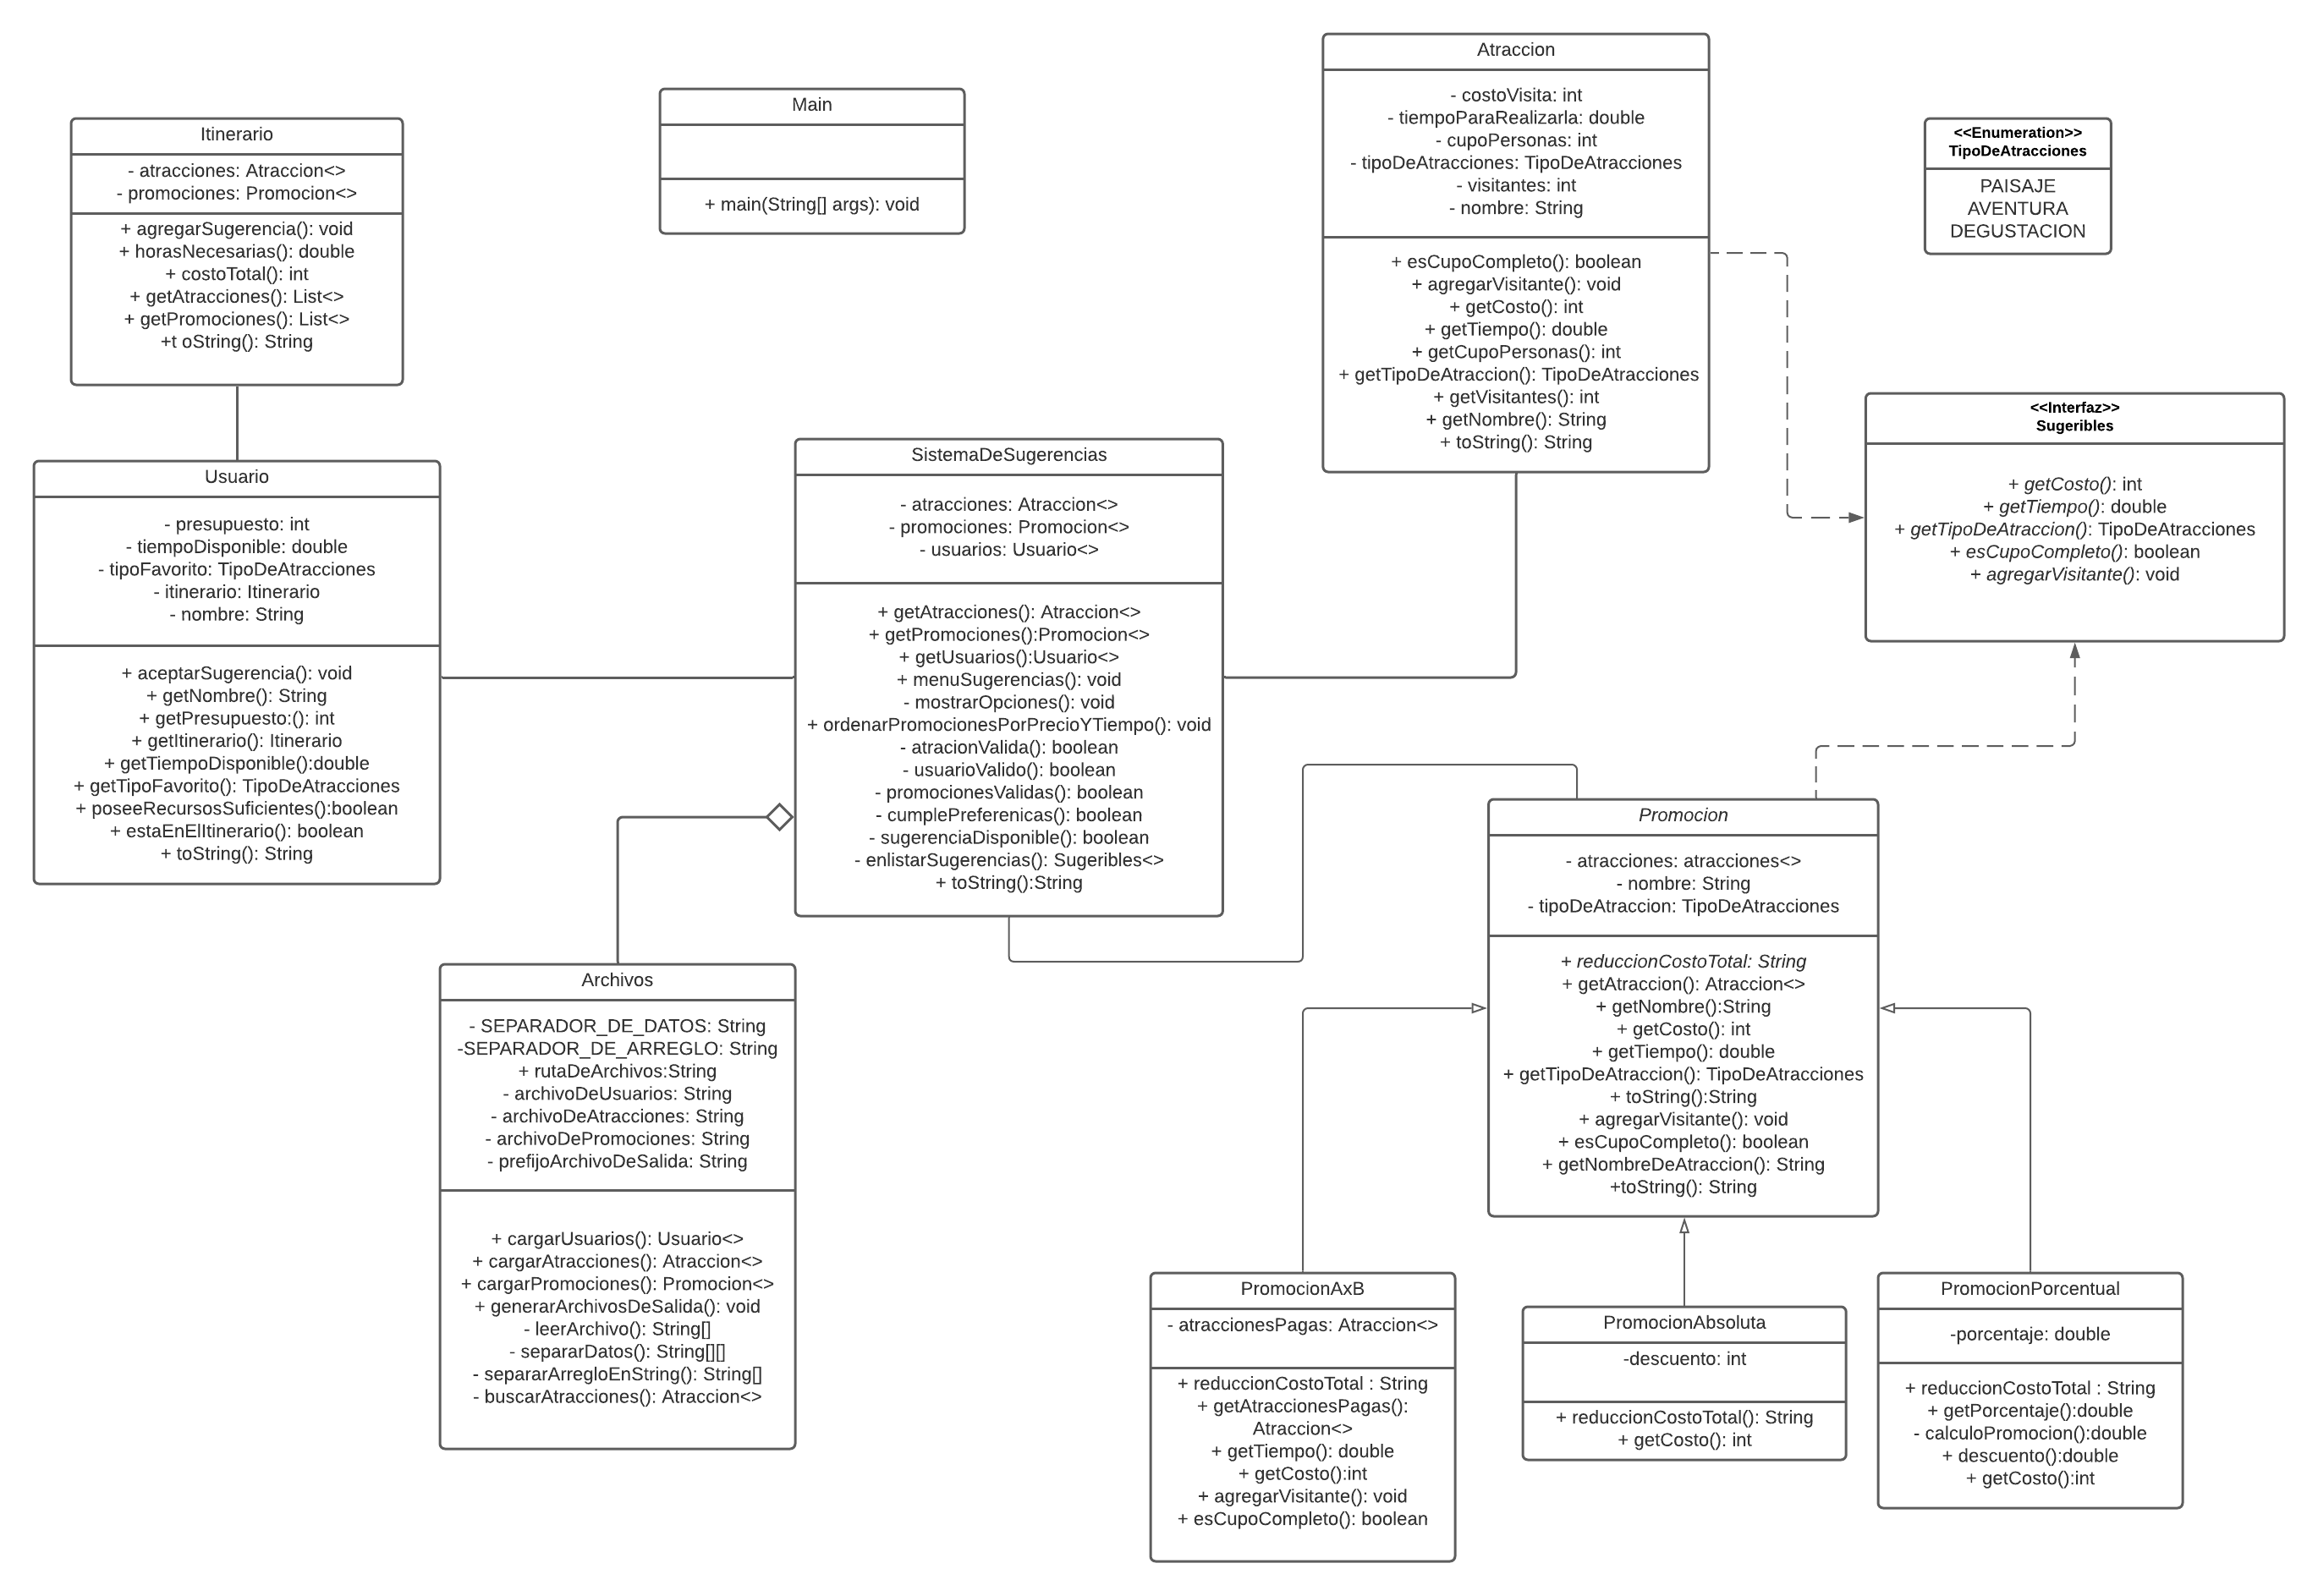 Itinerario
- atracciones: Atraccion<>
- promociones: Promocion<>
+ agregarSugerencia(): void
+ horasNecesarias(): double
+ costoTotal(): int
+ getAtracciones(): List<>
+ getPromociones(): List<>
+t oString(): String
Main
+ main(String[] args): void
Atraccion
- costoVisita: int
- tiempoParaRealizarla: double
- cupoPersonas: int
- tipoDeAtracciones: TipoDeAtracciones
- visitantes: int
- nombre: String
+ esCupoCompleto(): boolean
+ agregarVisitante(): void
+ getCosto(): int
+ getTiempo(): double
+ getCupoPersonas(): int
+ getTipoDeAtraccion(): TipoDeAtracciones
+ getVisitantes(): int
+ getNombre(): String
+ toString(): String
<<Enumeration>>
TipoDeAtracciones
PAISAJE
AVENTURA
DEGUSTACION
<<Interfaz>>
Sugeribles
+ getCosto(): int
+ getTiempo(): double
+ getTipoDeAtraccion(): TipoDeAtracciones
+ esCupoCompleto(): boolean
+ agregarVisitante(): void
Usuario
- presupuesto: int
- tiempoDisponible: double
- tipoFavorito: TipoDeAtracciones
- itinerario: Itinerario
- nombre: String
+ aceptarSugerencia(): void
+ getNombre(): String
+ getPresupuesto:(): int
+ getItinerario(): Itinerario
+ getTiempoDisponible():double
+ getTipoFavorito(): TipoDeAtracciones
+ poseeRecursosSuficientes():boolean
+ estaEnElItinerario(): boolean
+ toString(): String
SistemaDeSugerencias
- atracciones: Atraccion<>
- promociones: Promocion<>
- usuarios: Usuario<>
+ getAtracciones(): Atraccion<>
+ getPromociones():Promocion<>
+ getUsuarios():Usuario<>
+ menuSugerencias(): void
- mostrarOpciones(): void
+ ordenarPromocionesPorPrecioYTiempo(): void
- atracionValida(): boolean
- usuarioValido(): boolean
- promocionesValidas(): boolean
- cumplePreferenicas(): boolean
- sugerenciaDisponible(): boolean
- enlistarSugerencias(): Sugeribles<>
+ toString():String
Promocion
- atracciones: atracciones<>
- nombre: String
- tipoDeAtraccion: TipoDeAtracciones
+ reduccionCostoTotal: String
+ getAtraccion(): Atraccion<>
+ getNombre():String
+ getCosto(): int
+ getTiempo(): double
+ getTipoDeAtraccion(): TipoDeAtracciones
+ toString():String
+ agregarVisitante(): void
+ esCupoCompleto(): boolean
+ getNombreDeAtraccion(): String
+toString(): String
Archivos
- SEPARADOR_DE_DATOS: String
-SEPARADOR_DE_ARREGLO: String
+ rutaDeArchivos:String
- archivoDeUsuarios: String
- archivoDeAtracciones: String
- archivoDePromociones: String
- prefijoArchivoDeSalida: String
+ cargarUsuarios(): Usuario<>
+ cargarAtracciones(): Atraccion<>
+ cargarPromociones(): Promocion<>
+ generarArchivosDeSalida(): void
- leerArchivo(): String[]
- separarDatos(): String[][]
- separarArregloEnString(): String[]
- buscarAtracciones(): Atraccion<>
PromocionAxB
- atraccionesPagas: Atraccion<>
+ reduccionCostoTotal : String
+ getAtraccionesPagas():
Atraccion<>
+ getTiempo(): double
+ getCosto():int
+ agregarVisitante(): void
+ esCupoCompleto(): boolean
PromocionAbsoluta
-descuento: int
+ reduccionCostoTotal(): String
+ getCosto(): int
PromocionPorcentual
-porcentaje: double
+ reduccionCostoTotal : String
+ getPorcentaje():double
- calculoPromocion():double
+ descuento():double
+ getCosto():int